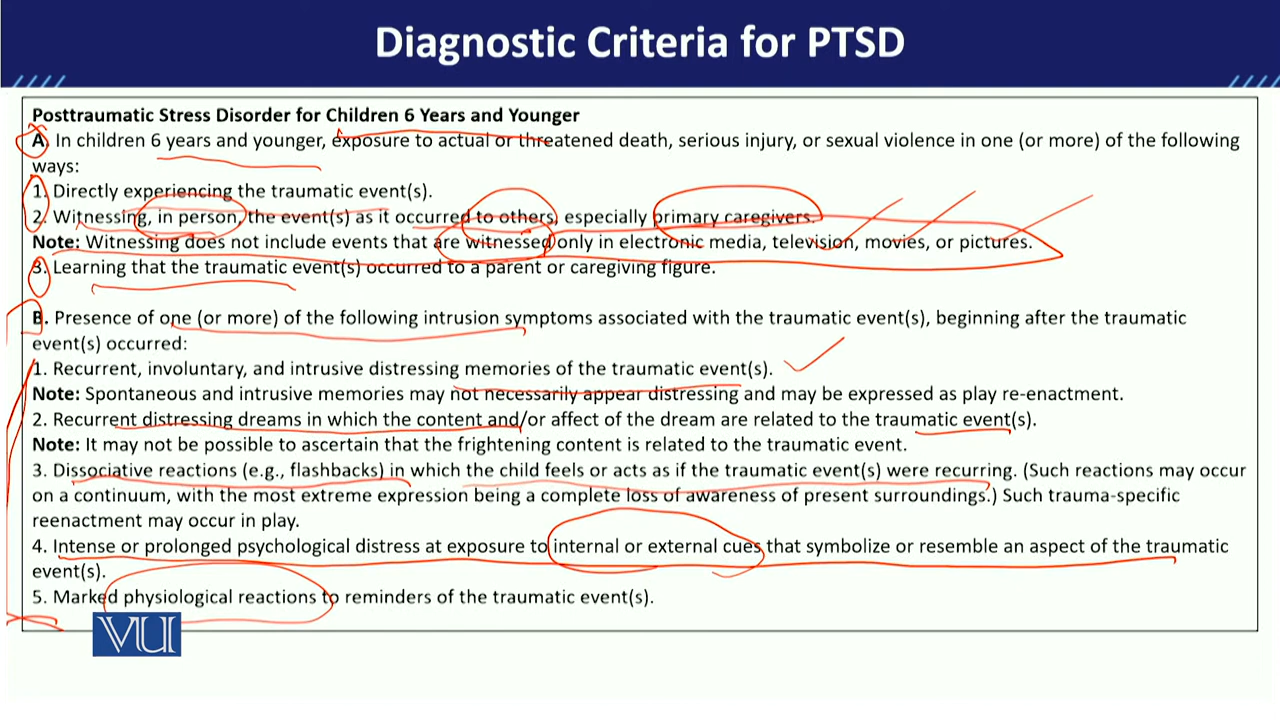 Diagnostic Criteria for PTSD
Posttraumatic Stress Disorder for Children 6 Years and Younger
A. In children 6 years and younger, exposure to actual or threatened death, serious injury, or sexual violence in one (or more) of the following
ways:
1. Directly experiencing the traumatic event(s).
2. Witnessing, in person, the event(s) as it occurred to others, especially primary caregivers.
Note: Witnessing does not include events that are witnessed only in electronic media, television, movies, or pictures.
3. Learning that the traumatic event(s) occurred to a parent or caregiving figure.
B. Presence of one (or more) of the following intrusion symptoms associated with the traumatic event(s), beginning after the traumatic
event(s) occurred:
1. Recurrent, involuntary, and intrusive distressing memories of the traumatic event(s).
Note: Spontaneous and intrusive memories may not necessarily appear distressing and may be expressed as play re-enactment.
2. Recurrent distressing dreams in which the content and/or affect of the dream are related to the traumatic event(s).
Note: It may not be possible to ascertain that the frightening content is related to the traumatic event.
3. Dissociative reactions (e.g., flashbacks) in which the child feels or acts as if the traumatic event(s) were recurring. (Such reactions may occur
on a continuum, with the most extreme expression being a complete loss of awareness of present surroundings.) Such trauma-specific
reenactment may occur in play.
4. Intense or prolonged psychological distress at exposure to internal or external cues that symbolize or resemble an aspect of the traumatic
event(s).
5. Marked physiological reactions to reminders of the traumatic event(s).
VU